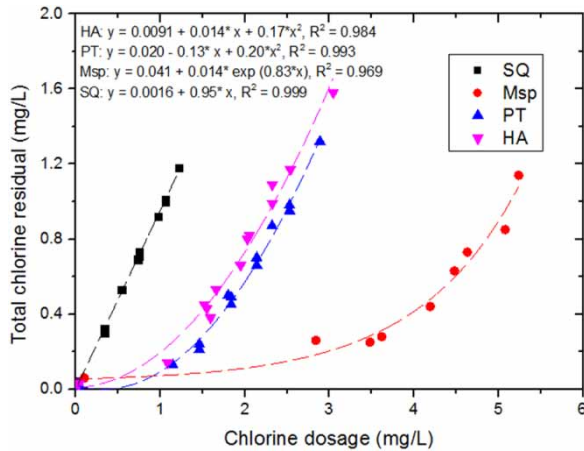 HA: y = 0.0091 + 0.014* x + 0.17* x², R² = 0.984
PT: y = 0.020 - 0.13* x + 0.20*x², R² = 0.993
Msp: y = 0.041 + 0.014* exp (0.83*x), R² = 0.969
SQ: y = 0.0016 + 0.95* x, R² = 0.999
SQ
Msp
PT
HA
2.0
1.6
1.2
0.8
0.4
0.0
Total chlorine residual (mg/L)
0 1 2 3 4 5 6
Chlorine dosage (mg/L)